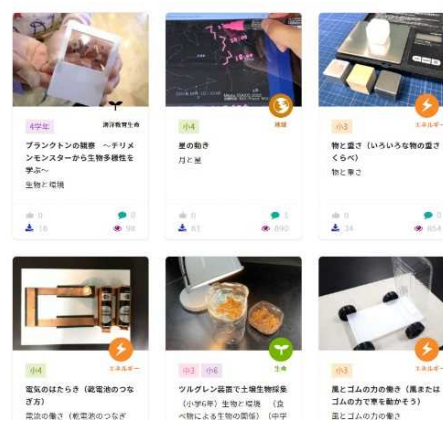 4学年
海洋教育生命
プランクトンの観察 ～チリメ
ンモンスターから生物多様性を
学ぶ～
生物と環境
0
0
16
98
小4
地球
星の動き
月と星
0
61
890
小3
エネルギー
物と重さ（いろいろな物の重さ
くらべ）
物と重さ
0
0
34
654
小4
エネルギー
電気のはたらき（乾電池のつな
ぎ方）
電流の働き（乾電池のつなぎ
中3 小6
生命
ツルグレン装置で土壌生物採集
（小学6年）生物と環境 （食
べ物による生物の関係）（中学
小3
エネルギー
風とゴムの力の働き（風または
ゴムの力で車を動かそう）
風とゴムの力の働き